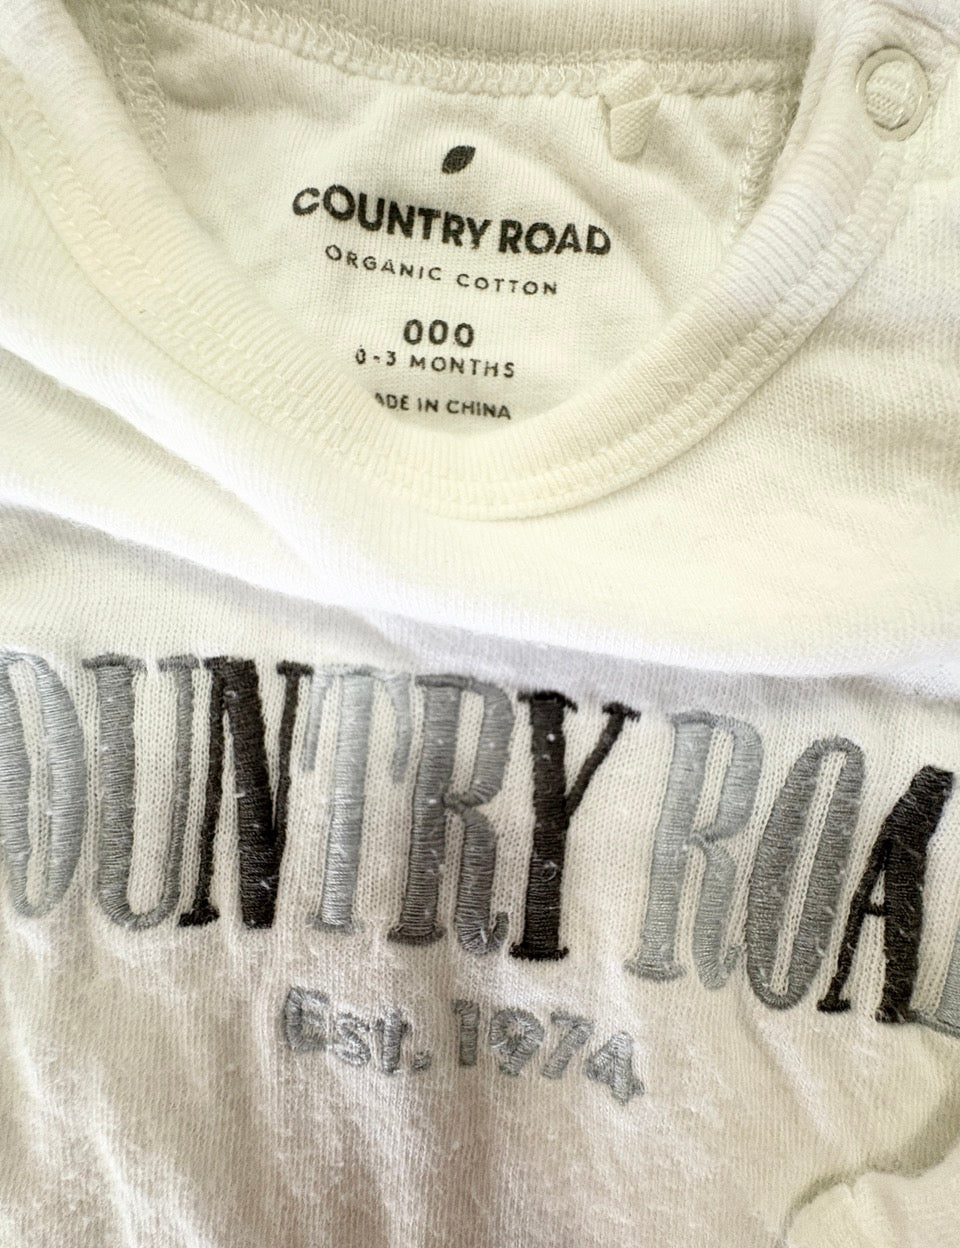 COUNTRY ROAD
ORGANIC COTTON
000
0-3 MONTHS
ADE IN CHINA
OUNTRY ROA
Est. 1974